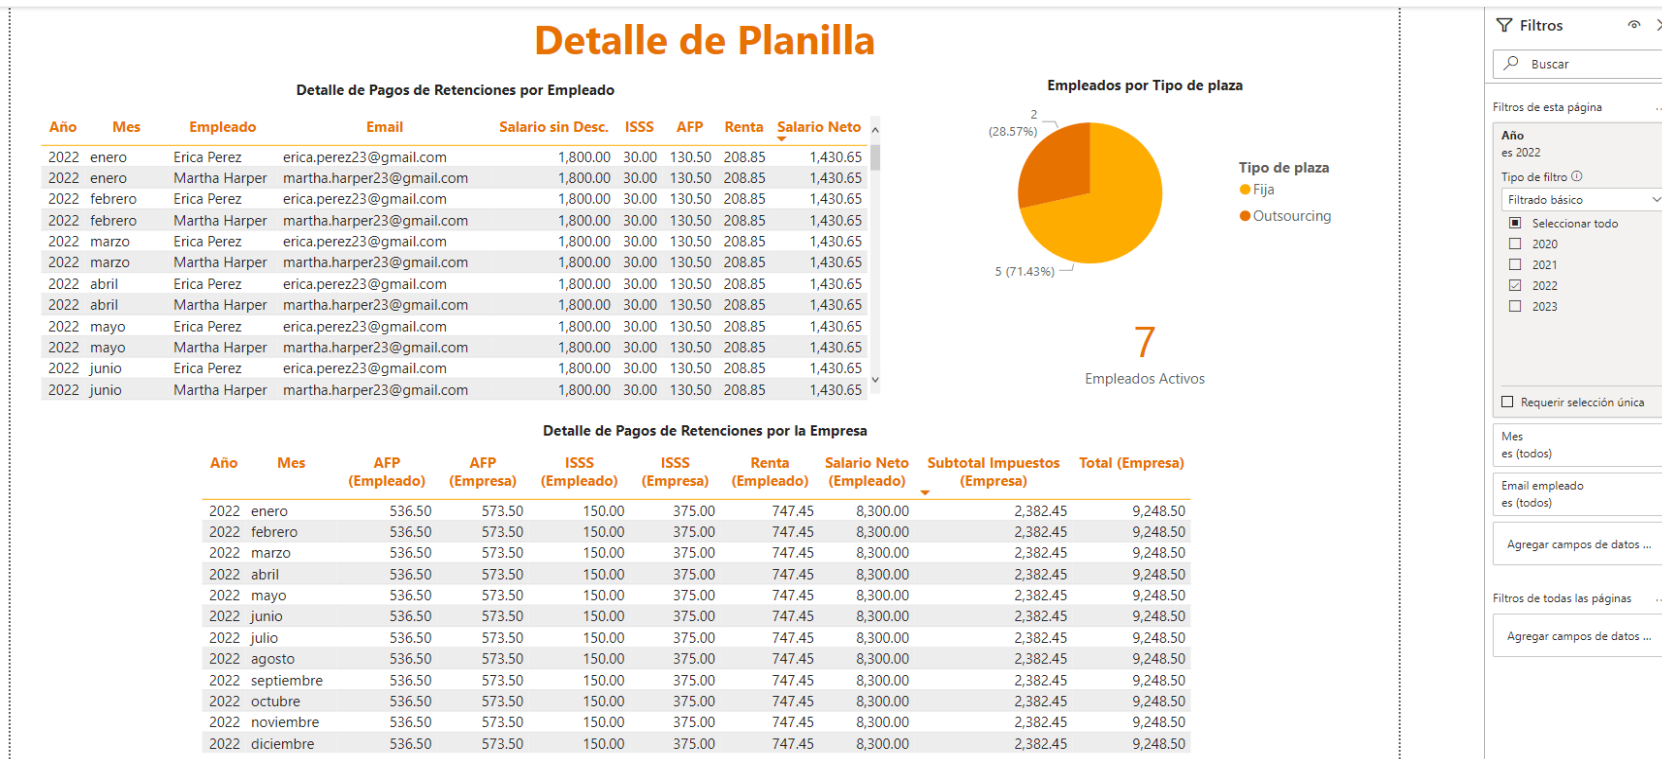 Detalle de Planilla
Detalle de Pagos de Retenciones por Empleado
Año Mes Empleado Email Salario sin Desc. ISSS AFP Renta Salario Neto
2022 enero Erica Perez erica.perez23@gmail.com 1,800.00 30.00 130.50 208.85 1,430.65
2022 enero Martha Harper martha.harper23@gmail.com 1,800.00 30.00 130.50 208.85 1,430.65
2022 febrero Erica Perez erica.perez23@gmail.com 1,800.00 30.00 130.50 208.85 1,430.65
2022 febrero Martha Harper martha.harper23@gmail.com 1,800.00 30.00 130.50 208.85 1,430.65
2022 marzo Erica Perez erica.perez23@gmail.com 1,800.00 30.00 130.50 208.85 1,430.65
2022 marzo Martha Harper martha.harper23@gmail.com 1,800.00 30.00 130.50 208.85 1,430.65
2022 abril Erica Perez erica.perez23@gmail.com 1,800.00 30.00 130.50 208.85 1,430.65
2022 abril Martha Harper martha.harper23@gmail.com 1,800.00 30.00 130.50 208.85 1,430.65
2022 mayo Erica Perez erica.perez23@gmail.com 1,800.00 30.00 130.50 208.85 1,430.65
2022 mayo Martha Harper martha.harper23@gmail.com 1,800.00 30.00 130.50 208.85 1,430.65
2022 junio Erica Perez erica.perez23@gmail.com 1,800.00 30.00 130.50 208.85 1,430.65
2022 junio Martha Harper martha.harper23@gmail.com 1,800.00 30.00 130.50 208.85 1,430.65
Empleados por Tipo de plaza
2
(28.57%)
5 (71.43%)
Tipo de plaza
Fija
Outsourcing
7
Empleados Activos
Detalle de Pagos de Retenciones por la Empresa
Año Mes AFP (Empleado) AFP (Empresa) ISSS (Empleado) ISSS (Empresa) Renta (Empleado) Salario Neto (Empleado) Subtotal Impuestos (Empresa) Total (Empresa)
2022 enero 536.50 573.50 150.00 375.00 747.45 8,300.00 2,382.45 9,248.50
2022 febrero 536.50 573.50 150.00 375.00 747.45 8,300.00 2,382.45 9,248.50
2022 marzo 536.50 573.50 150.00 375.00 747.45 8,300.00 2,382.45 9,248.50
2022 abril 536.50 573.50 150.00 375.00 747.45 8,300.00 2,382.45 9,248.50
2022 mayo 536.50 573.50 150.00 375.00 747.45 8,300.00 2,382.45 9,248.50
2022 junio 536.50 573.50 150.00 375.00 747.45 8,300.00 2,382.45 9,248.50
2022 julio 536.50 573.50 150.00 375.00 747.45 8,300.00 2,382.45 9,248.50
2022 agosto 536.50 573.50 150.00 375.00 747.45 8,300.00 2,382.45 9,248.50
2022 septiembre 536.50 573.50 150.00 375.00 747.45 8,300.00 2,382.45 9,248.50
2022 octubre 536.50 573.50 150.00 375.00 747.45 8,300.00 2,382.45 9,248.50
2022 noviembre 536.50 573.50 150.00 375.00 747.45 8,300.00 2,382.45 9,248.50
2022 diciembre 536.50 573.50 150.00 375.00 747.45 8,300.00 2,382.45 9,248.50
Filtros
Buscar
Filtros de esta página
Año
es 2022
Tipo de filtro
Filtrado básico
Seleccionar todo
2020
2021
2022
2023
Requerir selección única
Mes
es (todos)
Email empleado
es (todos)
Agregar campos de datos ...
Filtros de todas las páginas
Agregar campos de datos ...